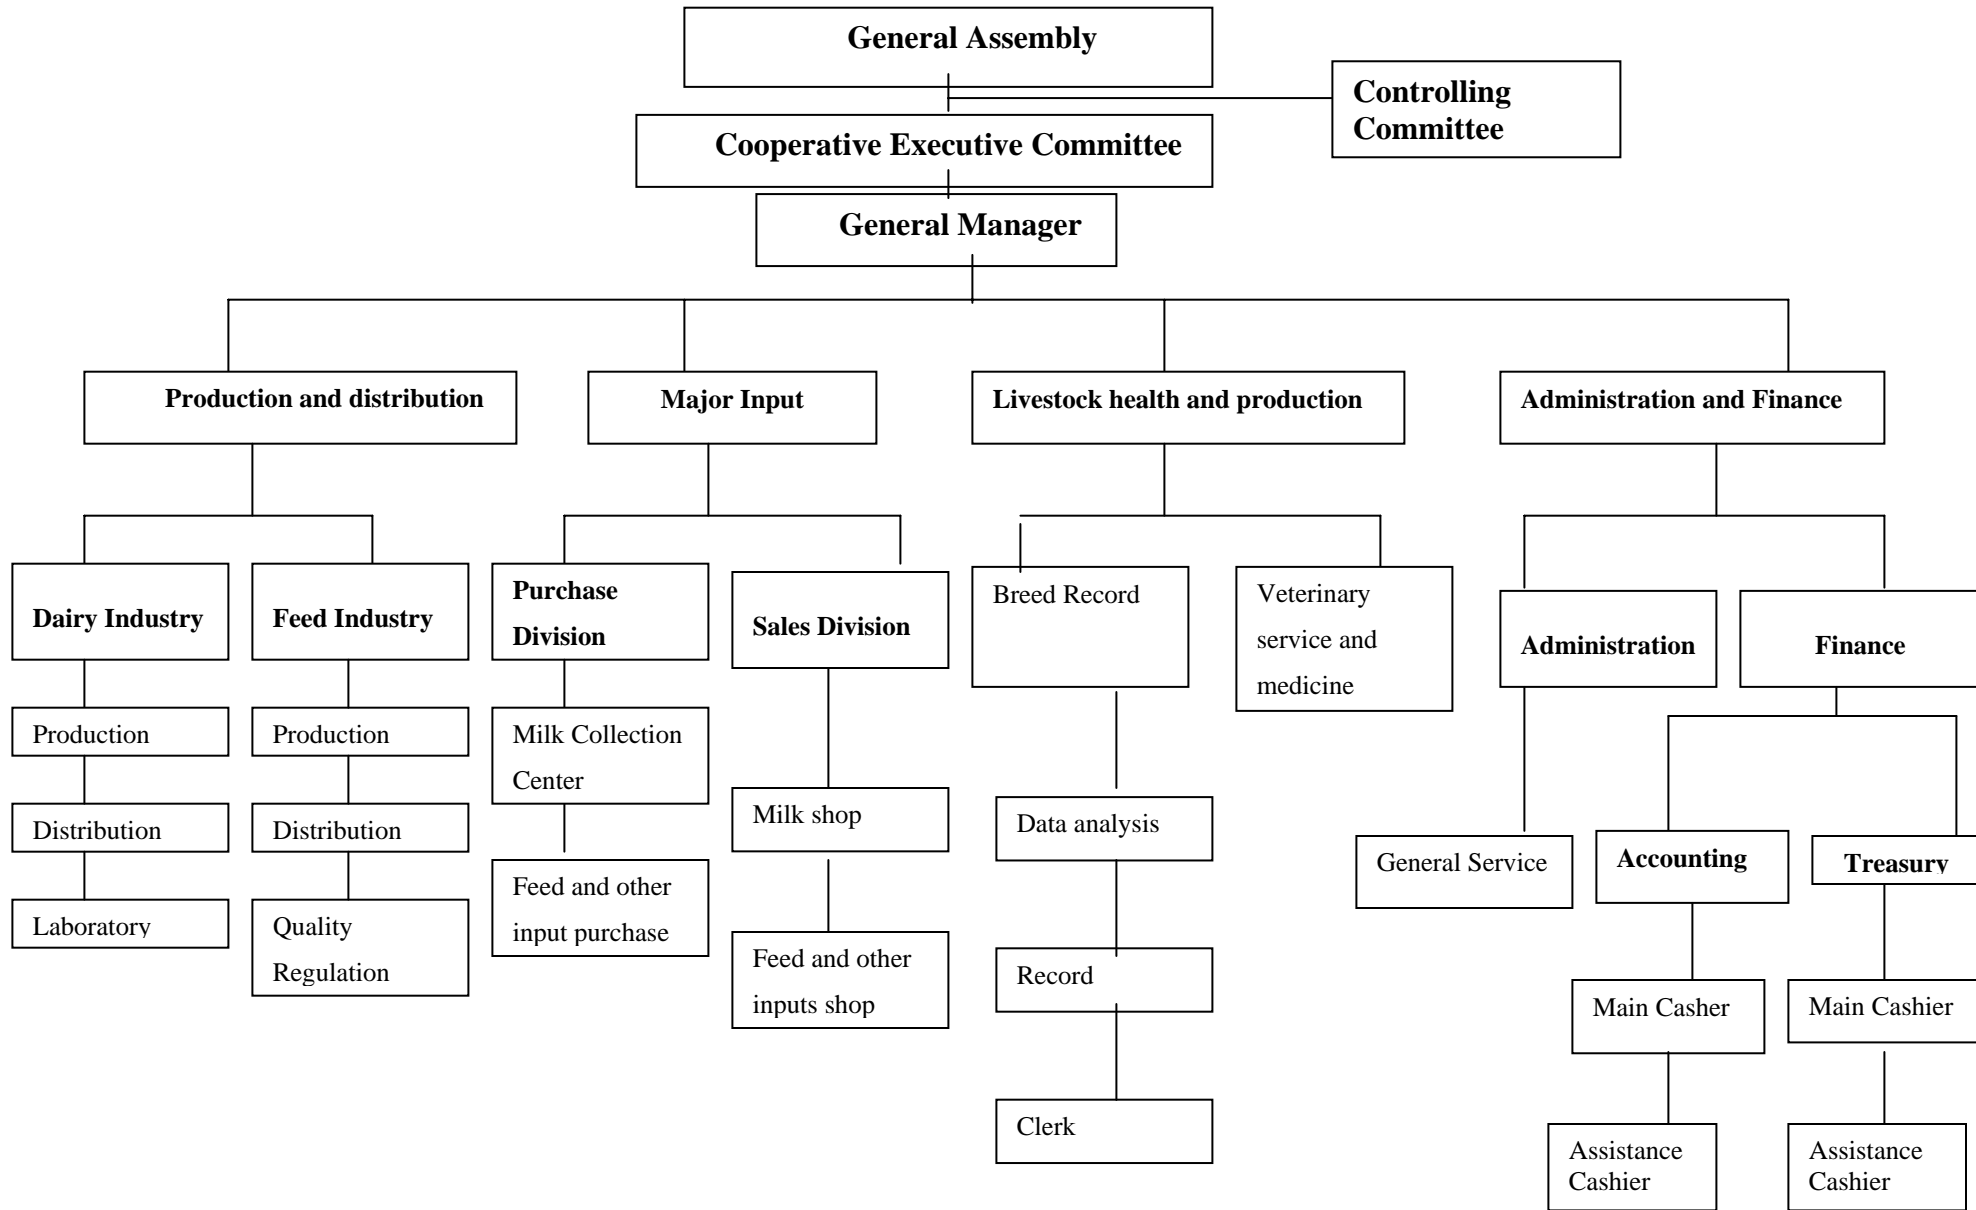 General Assembly
Controlling
Committee
Cooperative Executive Committee
General Manager
Production and distribution
Major Input
Livestock health and production
Administration and Finance
Dairy Industry
Feed Industry
Purchase
Division
Sales Division
Breed Record
Veterinary
service and
medicine
Administration
Finance
Production
Production
Milk Collection
Center
Milk shop
Data analysis
General Service
Accounting
Treasury
Distribution
Distribution
Feed and other
input purchase
Laboratory
Quality
Regulation
Feed and other
inputs shop
Record
Main Casher
Main Cashier
Clerk
Assistance
Cashier
Assistance
Cashier